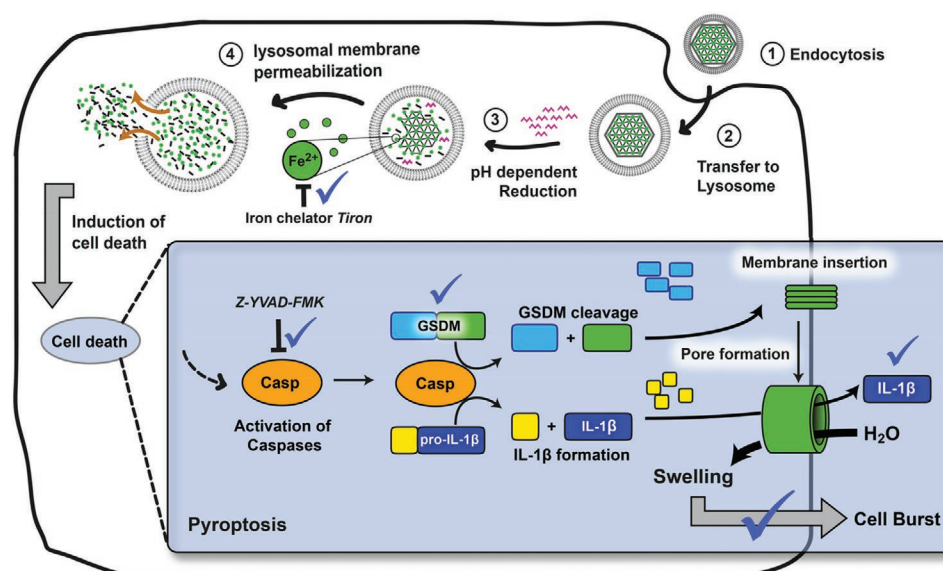 4 lysosomal membrane
permeabilization
1 Endocytosis
Fe2+
3
pH dependent
Reduction
2
Transfer to
Lysosome
Iron chelator Tiron
Induction of
cell death
Cell death
Z-YVAD-FMK
Casp
Activation of
Caspases
GSDM
Casp
pro-IL-1β
GSDM cleavage
+
+ IL-1β
IL-1β formation
Membrane insertion
Pore formation
IL-1β
H2O
Swelling
Cell Burst
Pyroptosis